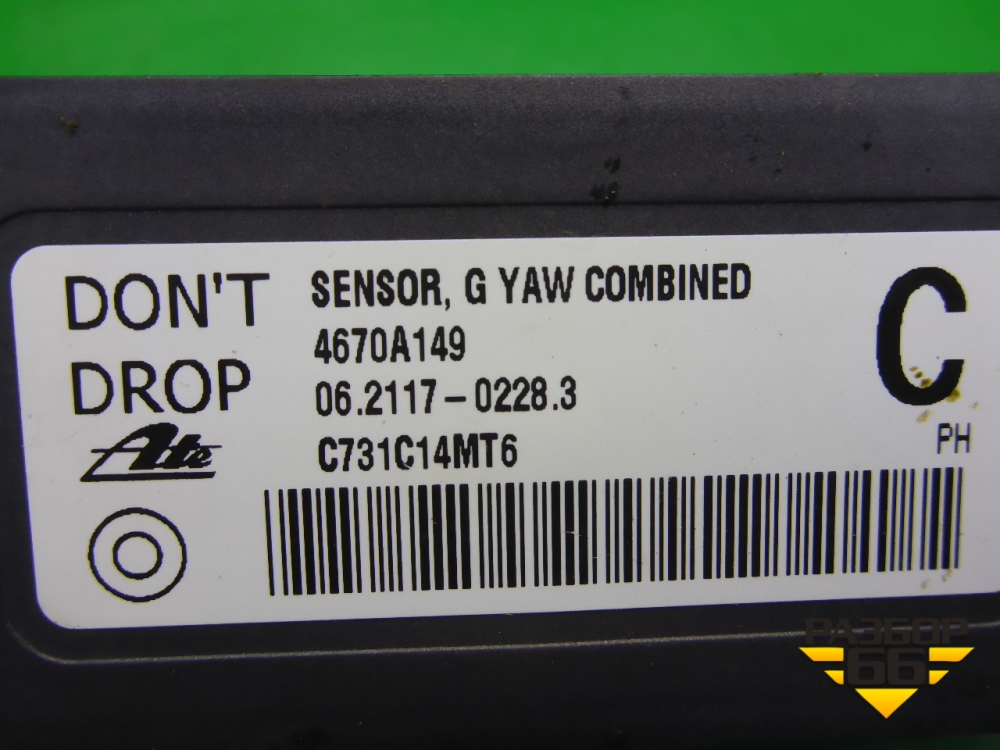 DON'T
DROP
Ate
SENSOR, G YAW COMBINED
4670A149
06.2117-0228.3
C731C14MT6
C
PH
РАЗБОР
66